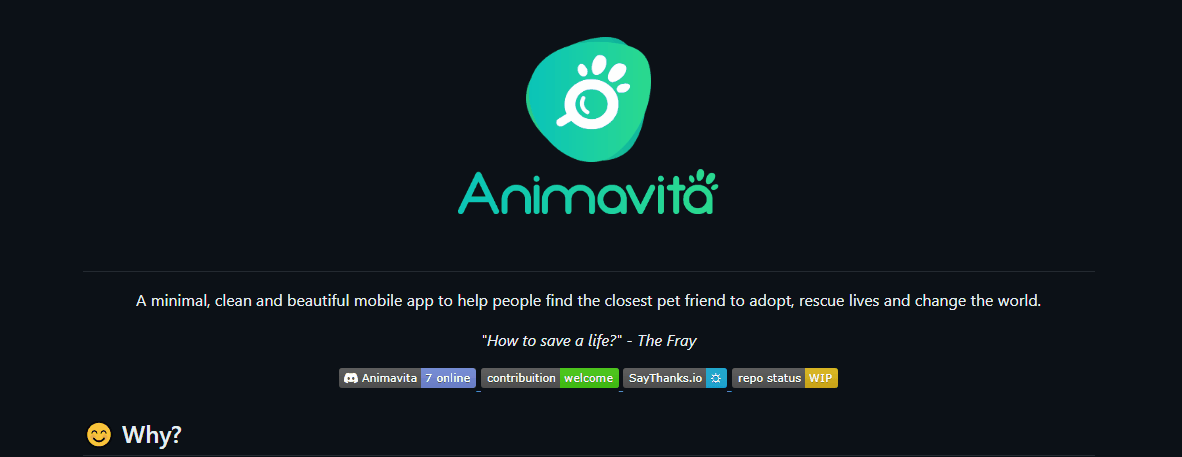 Animavita
A minimal, clean and beautiful mobile app to help people find the closest pet friend to adopt, rescue lives and change the world.
"How to save a life?" - The Fray
Animavita 7 online contribuition welcome SayThanks.io repo status WIP
😊 Why?